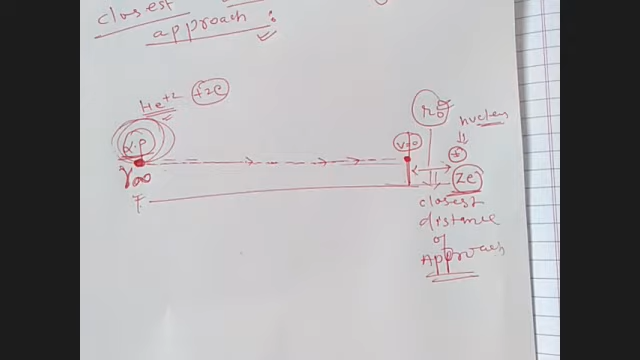 closest
approach :
He+2 +2e
r0
nucleus
α.P
v=0
+
Ze
closest
distance
of
Approach